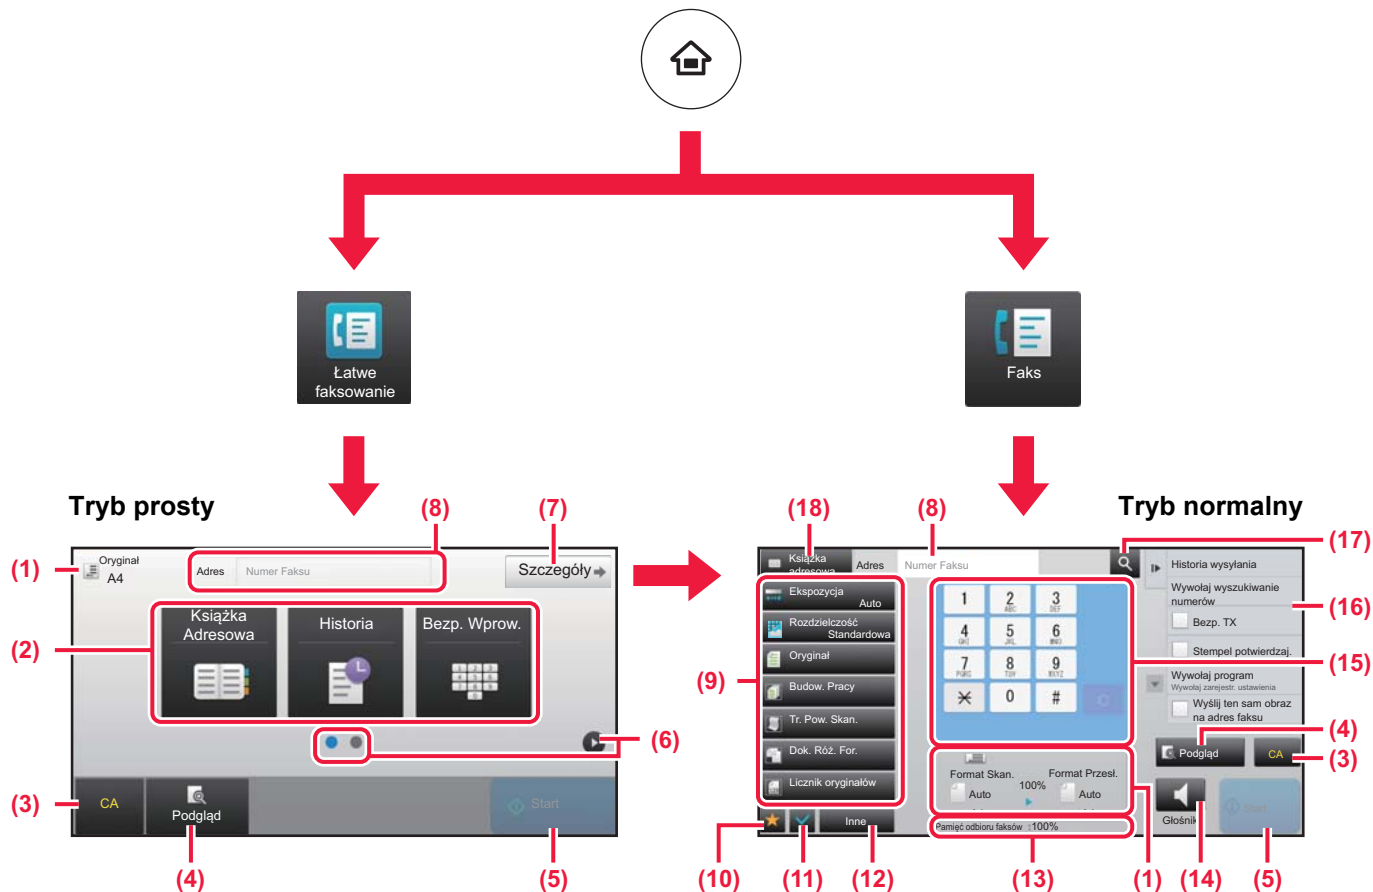 Łatwe
faksowanie
Faks
Tryb prosty
(8)
(7)
(1)
Oryginał
A4
Adres
Numer Faksu
Szczegóły
(2)
Książka
Adresowa
Historia
Bezp. Wprow.
(6)
(3)
CA
Podgląd
Start
(4)
(5)
Tryb normalny
(18)
(8)
(17)
Książka
adresowa
Adres
Numer Faksu
Historia wysyłania
Wywołaj wyszukiwanie
numerów
(16)
Bezp. TX
Stempel potwierdzaj.
(15)
Wywołaj program
Wywołaj zarejestr. ustawienia
Wyślij ten sam obraz
na adres faksu
(9)
Ekspozycja
Auto
Rozdzielczość
Standardowa
Oryginał
Budow. Pracy
Tr. Pow. Skan.
Dok. Róż. For.
Licznik oryginałów
1
2
ABC
3
DEF
4
GHI
5
JKL
6
MNO
7
PQRS
8
TUV
9
WXYZ
0
#
C
(4)
Podgląd
CA
(3)
Format Skan.
100%
Format Przesł.
Auto
Auto
Głośnik
Start
Inne
Pamięć odbioru faksów :100%
(10)
(11)
(12)
(13)
(1)
(14)
(5)